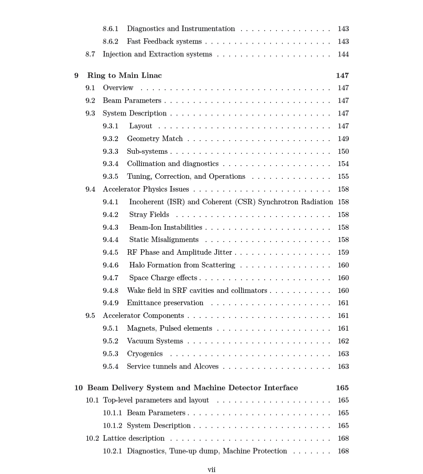 8.6.1 Diagnostics and Instrumentation . . . . . . . . . . . . . . . . 143
8.6.2 Fast Feedback systems . . . . . . . . . . . . . . . . . . . . . . 143
8.7 Injection and Extraction systems . . . . . . . . . . . . . . . . . . . . 144
9 Ring to Main Linac 147
9.1 Overview . . . . . . . . . . . . . . . . . . . . . . . . . . . . . . . . . 147
9.2 Beam Parameters . . . . . . . . . . . . . . . . . . . . . . . . . . . . . 147
9.3 System Description . . . . . . . . . . . . . . . . . . . . . . . . . . . . 147
9.3.1 Layout . . . . . . . . . . . . . . . . . . . . . . . . . . . . . . 147
9.3.2 Geometry Match . . . . . . . . . . . . . . . . . . . . . . . . . 149
9.3.3 Sub-systems . . . . . . . . . . . . . . . . . . . . . . . . . . . . 150
9.3.4 Collimation and diagnostics . . . . . . . . . . . . . . . . . . . 154
9.3.5 Tuning, Correction, and Operations . . . . . . . . . . . . . . 155
9.4 Accelerator Physics Issues . . . . . . . . . . . . . . . . . . . . . . . . 158
9.4.1 Incoherent (ISR) and Coherent (CSR) Synchrotron Radiation 158
9.4.2 Stray Fields . . . . . . . . . . . . . . . . . . . . . . . . . . . 158
9.4.3 Beam-Ion Instabilities . . . . . . . . . . . . . . . . . . . . . . 158
9.4.4 Static Misalignments . . . . . . . . . . . . . . . . . . . . . . 158
9.4.5 RF Phase and Amplitude Jitter . . . . . . . . . . . . . . . . . 159
9.4.6 Halo Formation from Scattering . . . . . . . . . . . . . . . . 160
9.4.7 Space Charge effects . . . . . . . . . . . . . . . . . . . . . . . 160
9.4.8 Wake field in SRF cavities and collimators . . . . . . . . . . . 160
9.4.9 Emittance preservation . . . . . . . . . . . . . . . . . . . . . 161
9.5 Accelerator Components . . . . . . . . . . . . . . . . . . . . . . . . . 161
9.5.1 Magnets, Pulsed elements . . . . . . . . . . . . . . . . . . . . 161
9.5.2 Vacuum Systems . . . . . . . . . . . . . . . . . . . . . . . . . 162
9.5.3 Cryogenics . . . . . . . . . . . . . . . . . . . . . . . . . . . . 163
9.5.4 Service tunnels and Alcoves . . . . . . . . . . . . . . . . . . . 163
10 Beam Delivery System and Machine Detector Interface 165
10.1 Top-level parameters and layout . . . . . . . . . . . . . . . . . . . . 165
10.1.1 Beam Parameters . . . . . . . . . . . . . . . . . . . . . . . . . 165
10.1.2 System Description . . . . . . . . . . . . . . . . . . . . . . . . 165
10.2 Lattice description . . . . . . . . . . . . . . . . . . . . . . . . . . . . 168
10.2.1 Diagnostics, Tune-up dump, Machine Protection . . . . . . . 168
vii